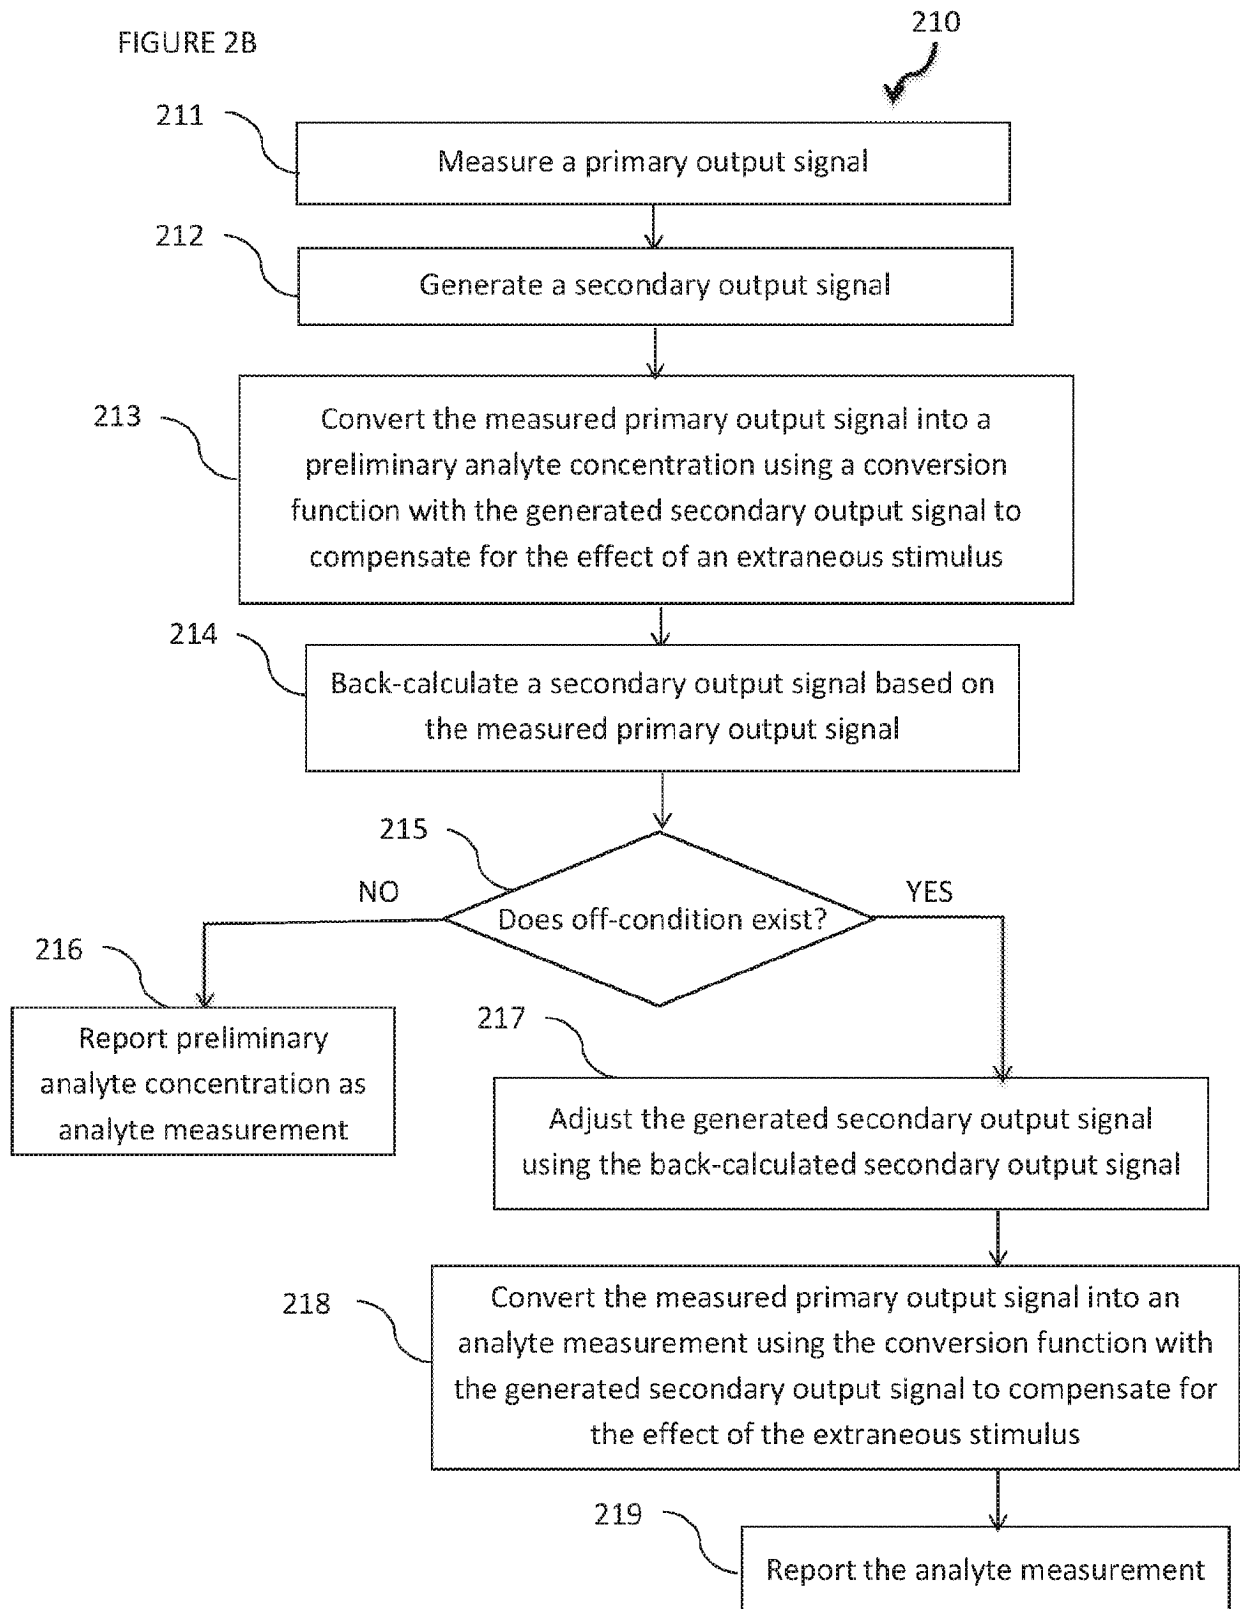 FIGURE 2B
210
211
Measure a primary output signal
212
Generate a secondary output signal
213
Convert the measured primary output signal into a
preliminary analyte concentration using a conversion
function with the generated secondary output signal to
compensate for the effect of an extraneous stimulus
214
Back-calculate a secondary output signal based on
the measured primary output signal
215
NO
YES
Does off-condition exist?
216
Report preliminary
analyte concentration as
analyte measurement
217
Adjust the generated secondary output signal
using the back-calculated secondary output signal
218
Convert the measured primary output signal into an
analyte measurement using the conversion function with
the generated secondary output signal to compensate for
the effect of the extraneous stimulus
219
Report the analyte measurement